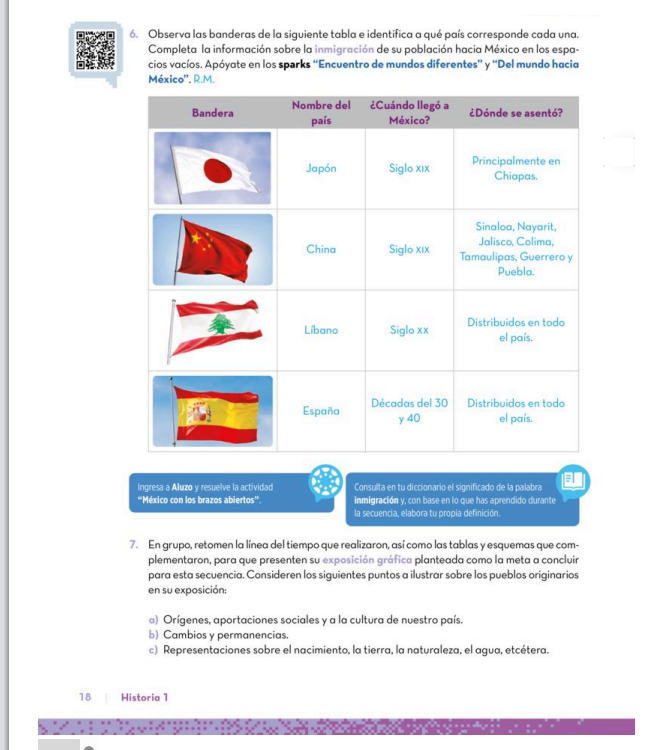 6. Observa las banderas de la siguiente tabla e identifica a qué país corresponde cada una.
Completa la información sobre la inmigración de su población hacia México en los espa-
cios vacíos. Apóyate en los sparks “Encuentro de mundos diferentes” y “Del mundo hacia
México”. R.M.
Bandera
Nombre del
país
¿Cuándo llegó a
México?
¿Dónde se asentó?
Japón
Siglo XIX
Principalmente en
Chiapas.
China
Siglo XIX
Sinaloa, Nayarit,
Jalisco, Colima,
Tamaulipas, Guerrero y
Puebla.
Líbano
Siglo XX
Distribuidos en todo
el país.
España
Décadas del 30
y 40
Distribuidos en todo
el país.
Ingresa a Aluzo y resuelve la actividad
“México con los brazos abiertos”.
Consulta en tu diccionario el significado de la palabra
inmigración y, con base en lo que has aprendido durante
la secuencia, elabora tu propia definición.
7. En grupo, retomen la línea del tiempo que realizaron, así como las tablas y esquemas que com-
plementaron, para que presenten su exposición gráfica planteada como la meta a concluir
para esta secuencia. Consideren los siguientes puntos a ilustrar sobre los pueblos originarios
en su exposición:
a) Orígenes, aportaciones sociales y a la cultura de nuestro país.
b) Cambios y permanencias.
c) Representaciones sobre el nacimiento, la tierra, la naturaleza, el agua, etcétera.
18 | Historia 1